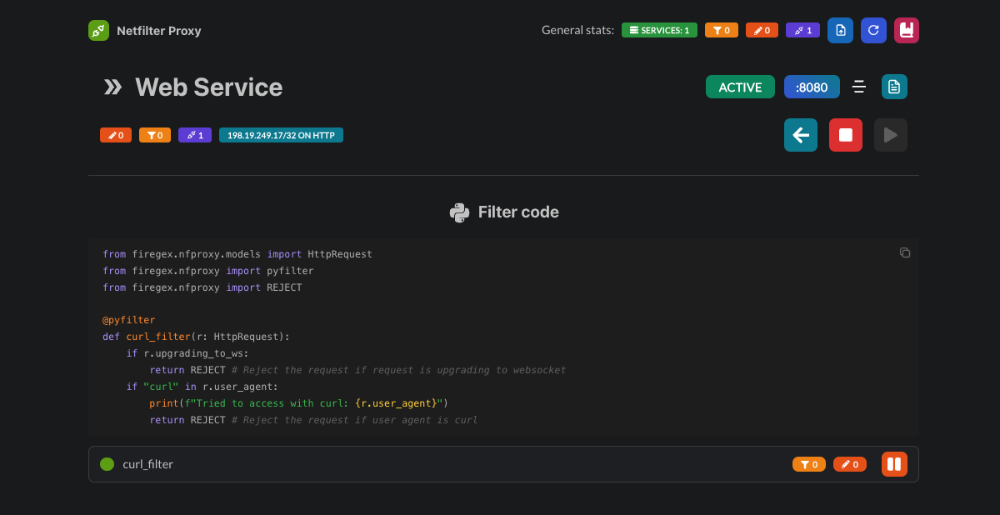 Netfilter Proxy
General stats: SERVICES: 1 0 0 1
Web Service
ACTIVE :8080
0 0 1 198.19.249.17/32 ON HTTP
Filter code
from firegex.nfproxy.models import HttpRequest
from firegex.nfproxy import pyfilter
from firegex.nfproxy import REJECT
@pyfilter
def curl_filter(r: HttpRequest):
    if r.upgrading_to_ws:
        return REJECT # Reject the request if request is upgrading to websocket
    if "curl" in r.user_agent:
        print(f"Tried to access with curl: {r.user_agent}")
        return REJECT # Reject the request if user agent is curl
curl_filter
0 0